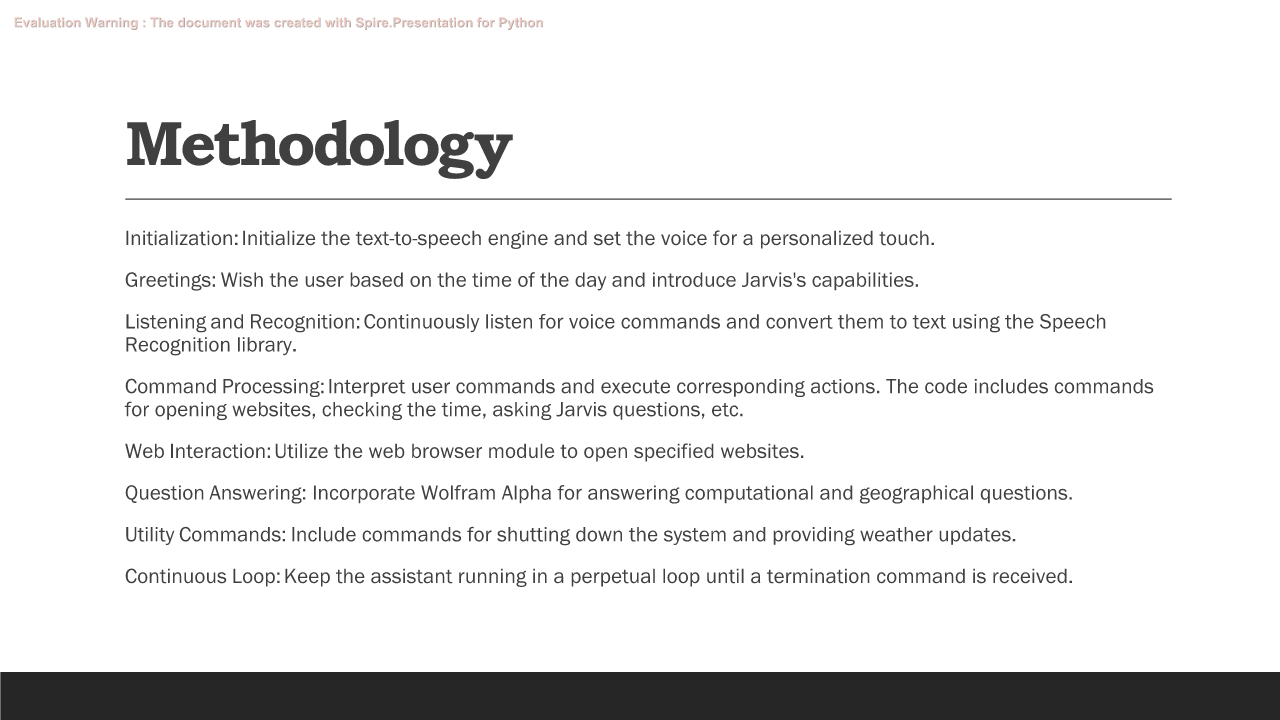 Evaluation Warning : The document was created with Spire.Presentation for Python
Methodology
Initialization: Initialize the text-to-speech engine and set the voice for a personalized touch.
Greetings: Wish the user based on the time of the day and introduce Jarvis's capabilities.
Listening and Recognition: Continuously listen for voice commands and convert them to text using the Speech
Recognition library.
Command Processing: Interpret user commands and execute corresponding actions. The code includes commands
for opening websites, checking the time, asking Jarvis questions, etc.
Web Interaction: Utilize the web browser module to open specified websites.
Question Answering: Incorporate Wolfram Alpha for answering computational and geographical questions.
Utility Commands: Include commands for shutting down the system and providing weather updates.
Continuous Loop: Keep the assistant running in a perpetual loop until a termination command is received.